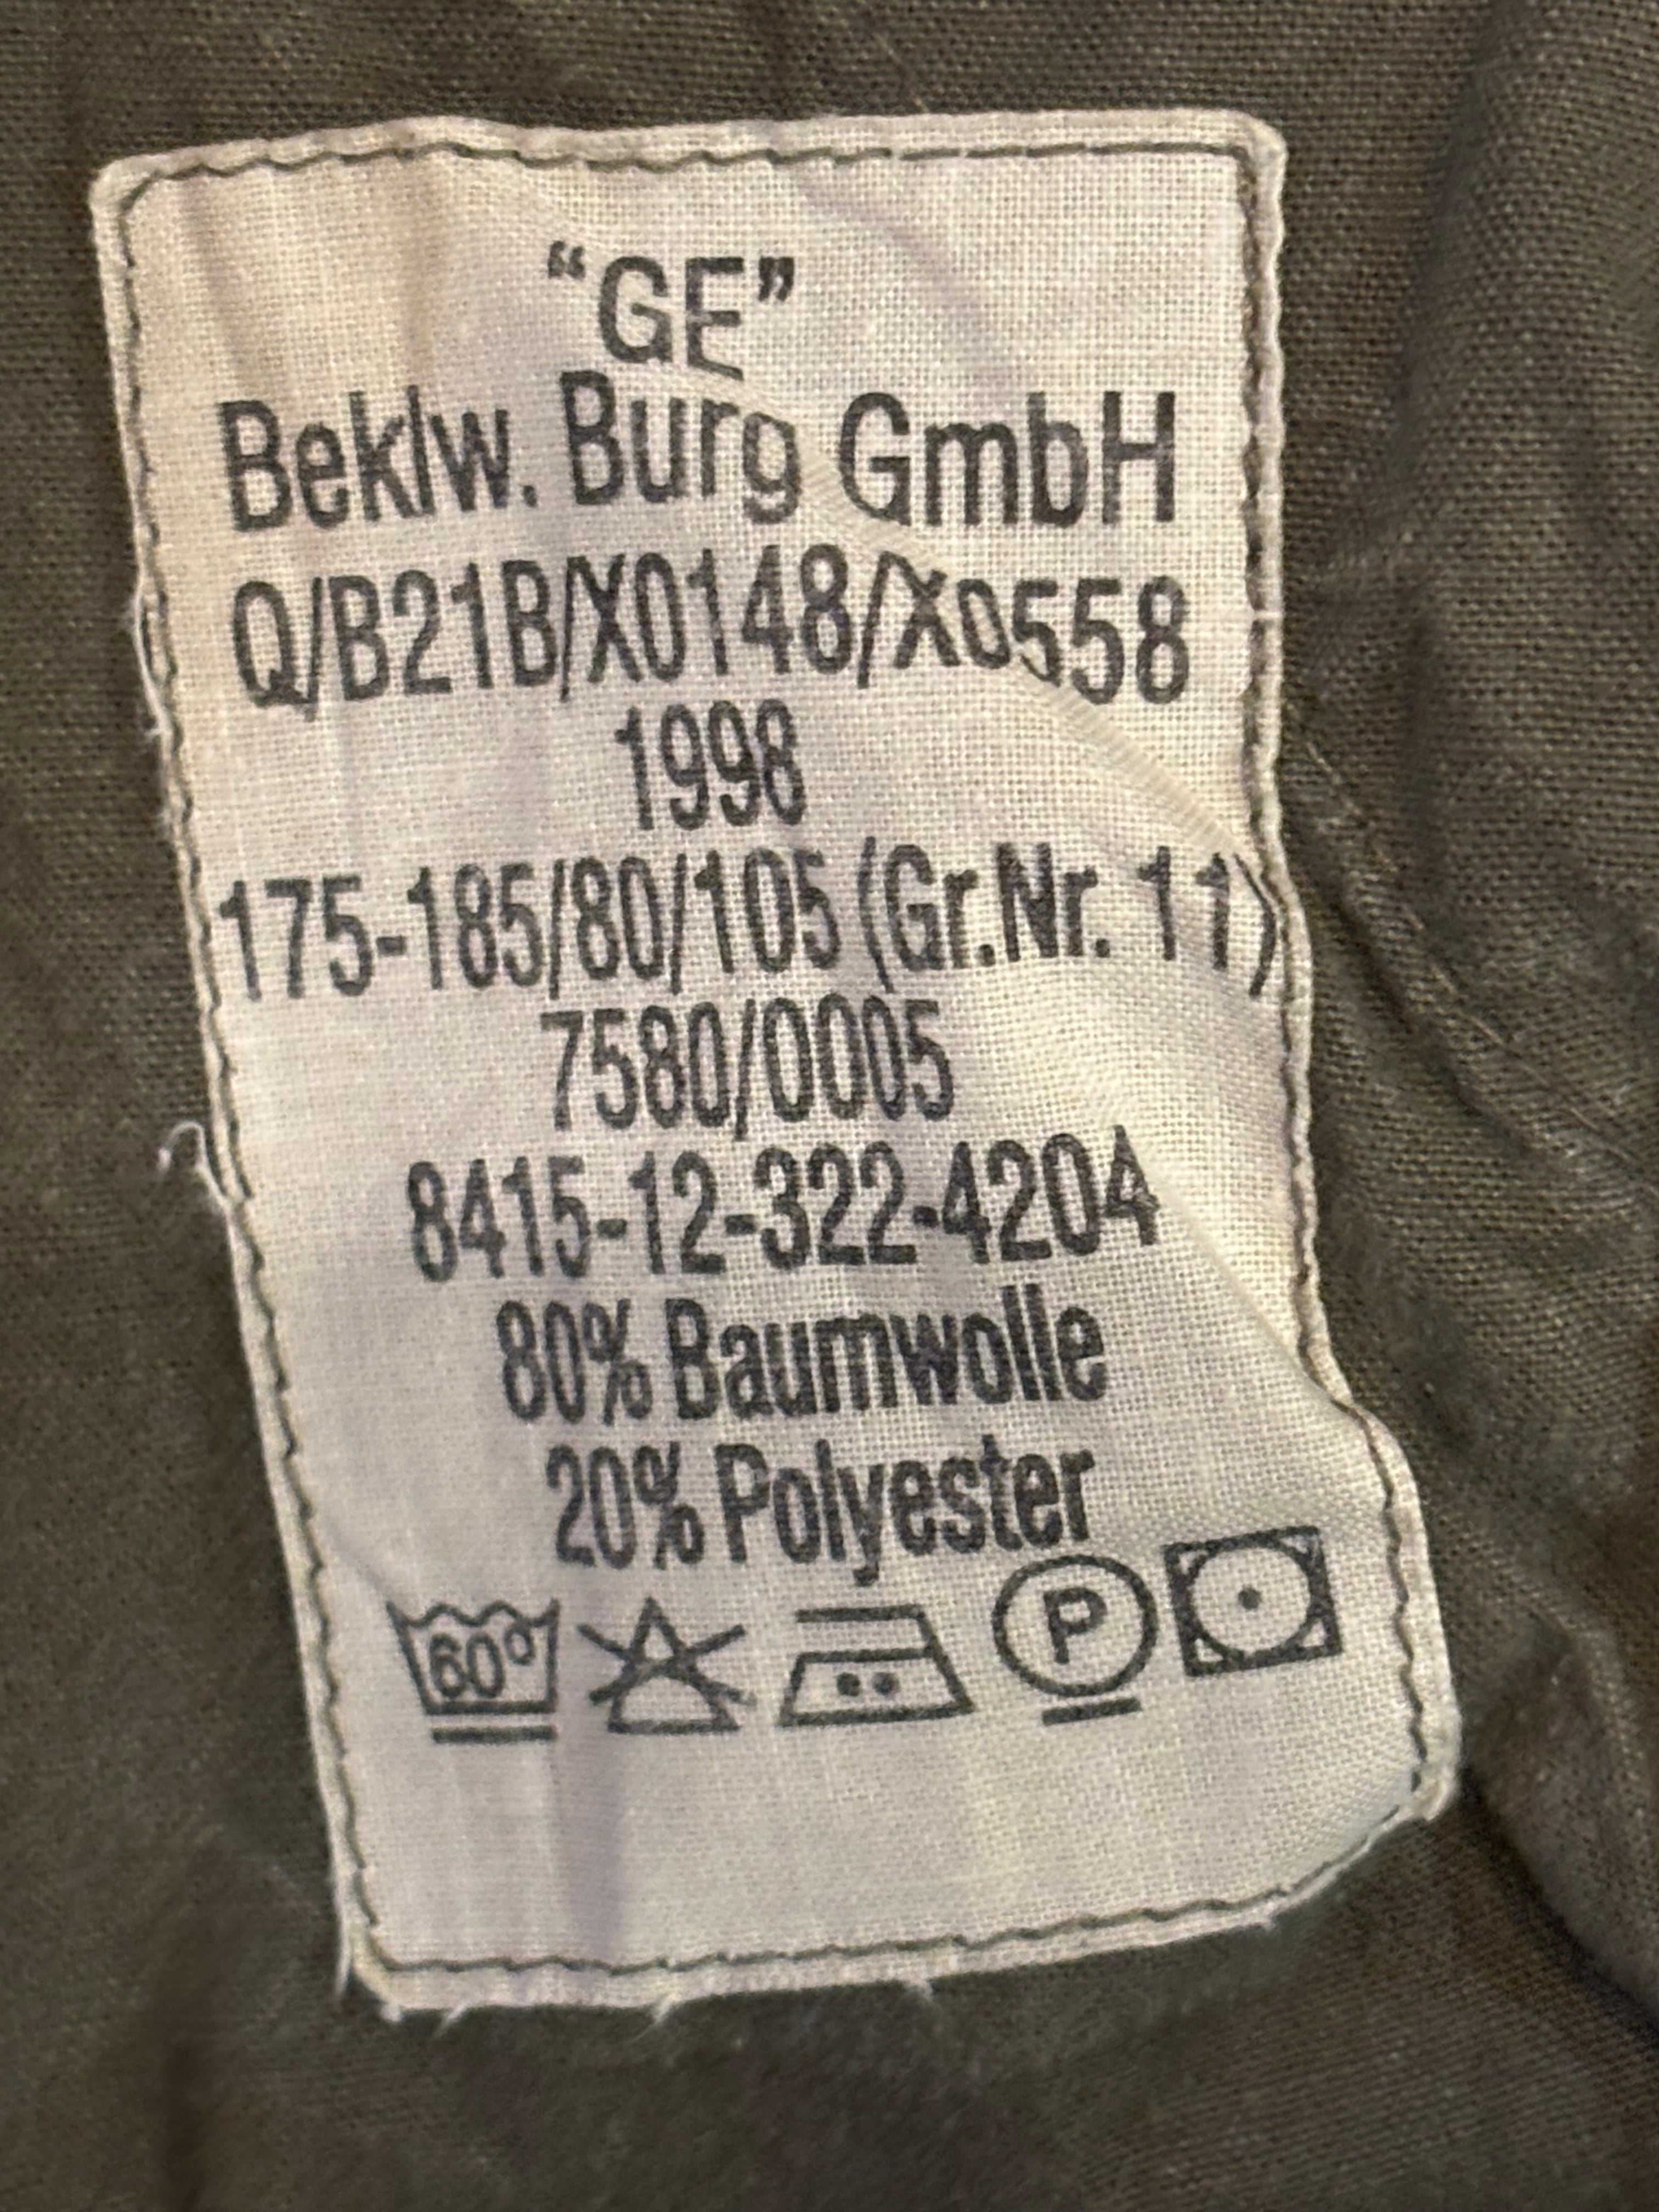 “GE”
Beklw. Burg GmbH
Q/B21B/X0148/X0558
1998
175-185/80/105 (Gr.Nr. 11)
7580/0005
8415-12-322-4204
80% Baumwolle
20% Polyester
60° P